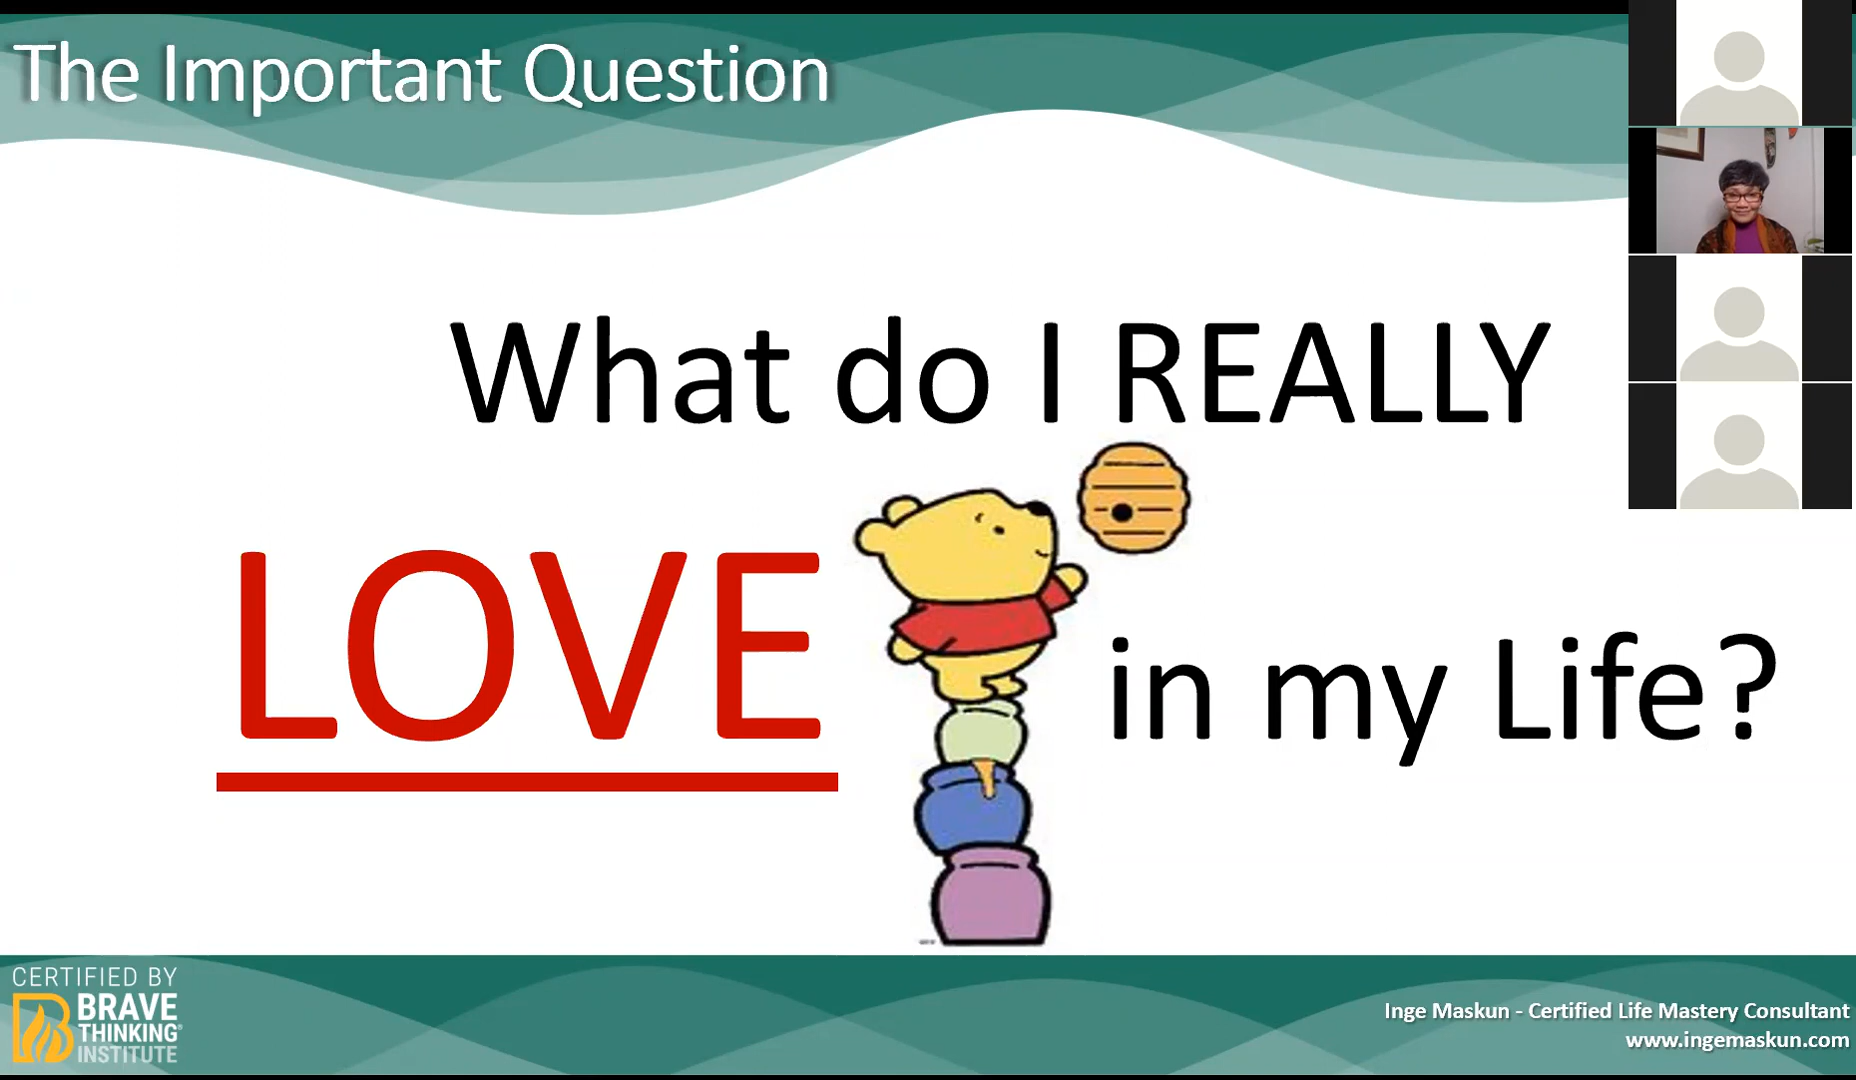 The Important Question
What do I REALLY
LOVE
in my Life?
CERTIFIED BY
BRAVE
THINKING®
INSTITUTE
Inge Maskun - Certified Life Mastery Consultant
www.ingemaskun.com